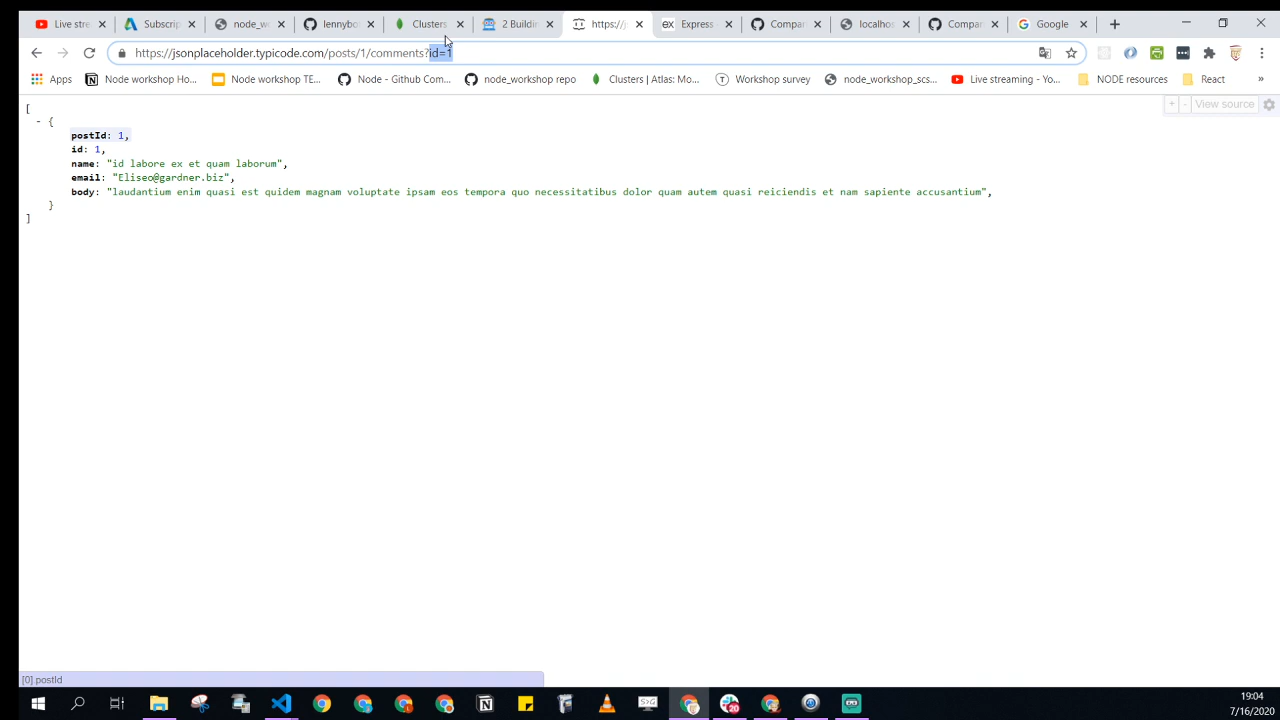 Live stre
Subscrip
node_wo
lennybo
Clusters
2 Buildin
https://j
EX Express
Compar
localhos
Compar
Google
https://jsonplaceholder.typicode.com/posts/1/comments?id=1
Apps
Node workshop Ho...
Node workshop TE...
Node - Github Com...
node_workshop repo
Clusters | Atlas: Mo...
T Workshop survey
node_workshop_scs...
Live streaming - Yo...
NODE resources
React
»
+ - View source
[
- {
postId: 1,
id: 1,
name: "id labore ex et quam laborum",
email: "Eliseo@gardner.biz",
body: "laudantium enim quasi est quidem magnam voluptate ipsam eos tempora quo necessitatibus dolor quam autem quasi reiciendis et nam sapiente accusantium",
}
]
[0].postId
20
19:04
7/16/2020